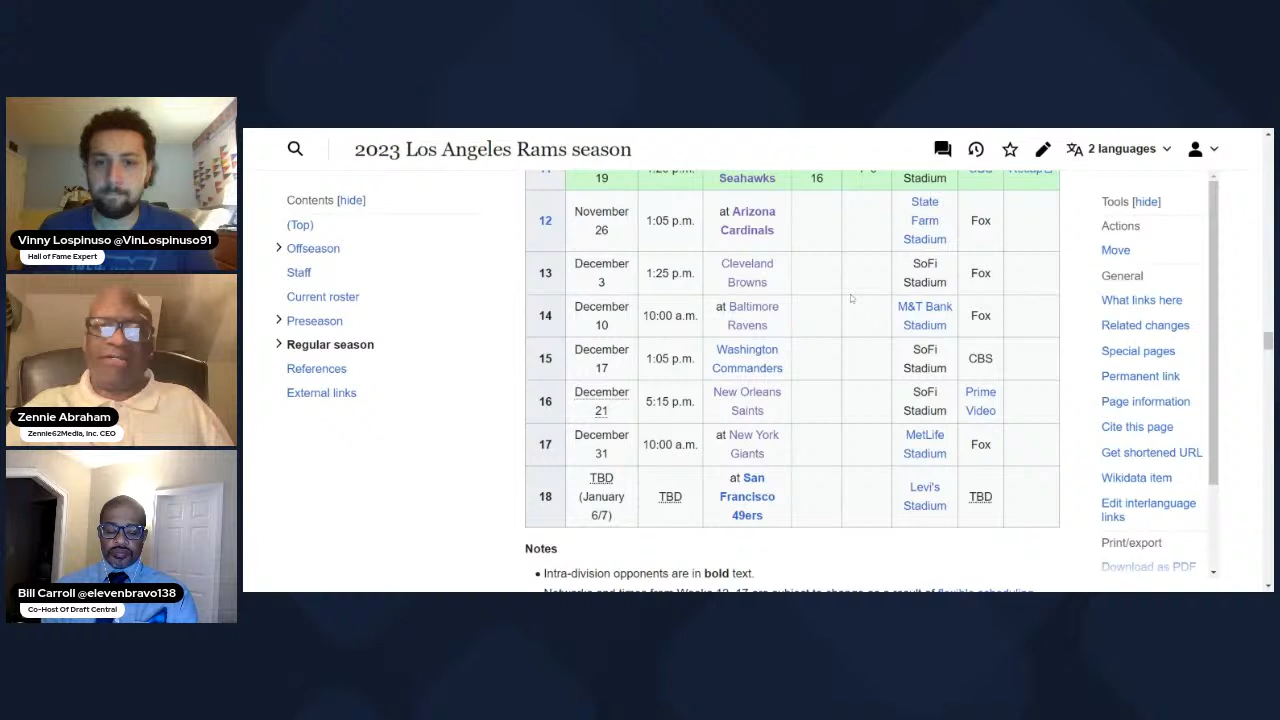 Vinny Lospinuso @VinLospinuso91
Hall of Fame Expert
Zennie Abraham
Zennie62Media, Inc. CEO
Bill Carroll @elevenbravo138
Co-Host Of Draft Central
2023 Los Angeles Rams season
2 languages
Contents [hide]
(Top)
Offseason
Staff
Current roster
Preseason
Regular season
References
External links
19 Seahawks 16 Stadium
12 November 26 1:05 p.m. at Arizona Cardinals State Farm Stadium Fox
13 December 3 1:25 p.m. Cleveland Browns SoFi Stadium Fox
14 December 10 10:00 a.m. at Baltimore Ravens M&T Bank Stadium Fox
15 December 17 1:05 p.m. Washington Commanders SoFi Stadium CBS
16 December 21 5:15 p.m. New Orleans Saints SoFi Stadium Prime Video
17 December 31 10:00 a.m. at New York Giants MetLife Stadium Fox
18 TBD (January 6/7) TBD at San Francisco 49ers Levi's Stadium TBD
Notes
• Intra-division opponents are in bold text.
Tools [hide]
Actions
Move
General
What links here
Related changes
Special pages
Permanent link
Page information
Cite this page
Get shortened URL
Wikidata item
Edit interlanguage
links
Print/export
Download as PDF